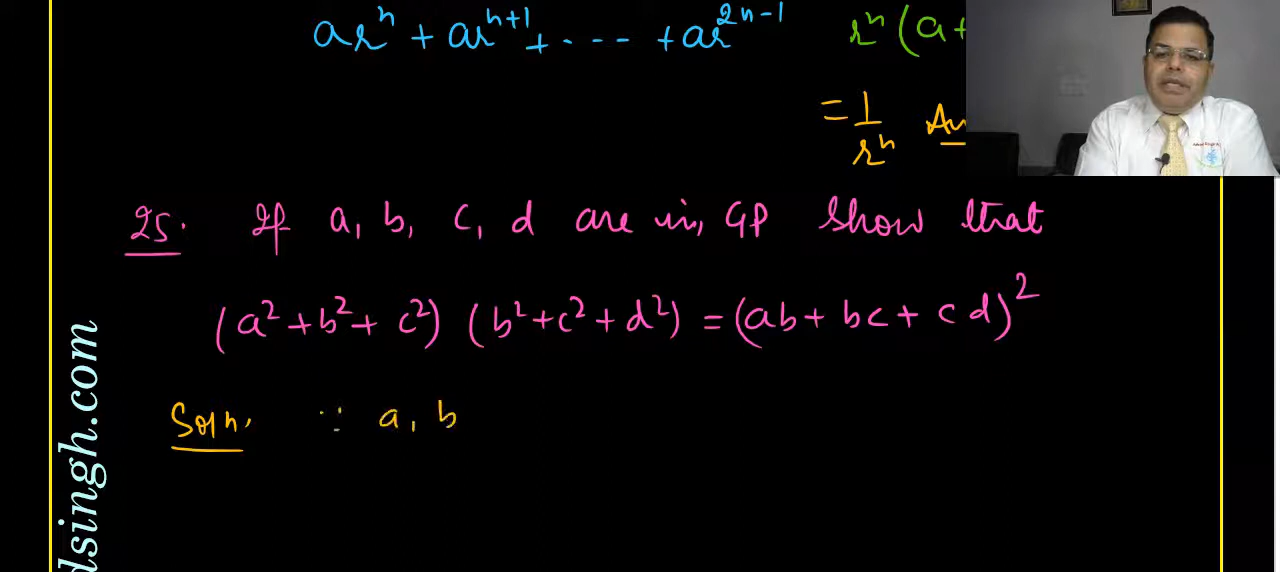 ar^n + ar^{n+1} + ---- + ar^{2n-1} r^n (a+
= 1/r^n
25. If a, b, c, d are in, GP show that
(a² + b² + c²) (b² + c² + d²) = (ab + bc + cd)²
Soln. ∵ a, b
dsingh.com